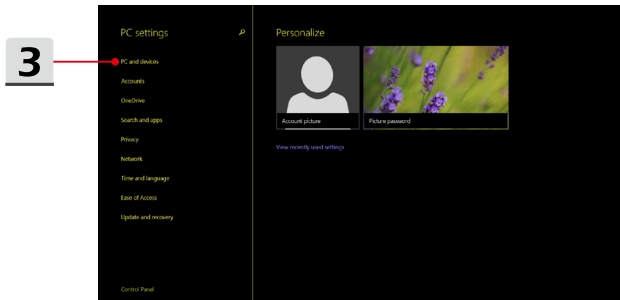 3
PC settings
PC and devices
Accounts
OneDrive
Search and apps
Privacy
Network
Time and language
Ease of Access
Update and recovery
Control Panel
Personalize
Account picture
Picture password
View recently used settings